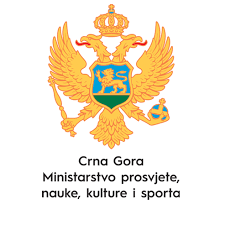 Crna Gora
Ministarstvo prosvjete,
nauke, kulture i sporta